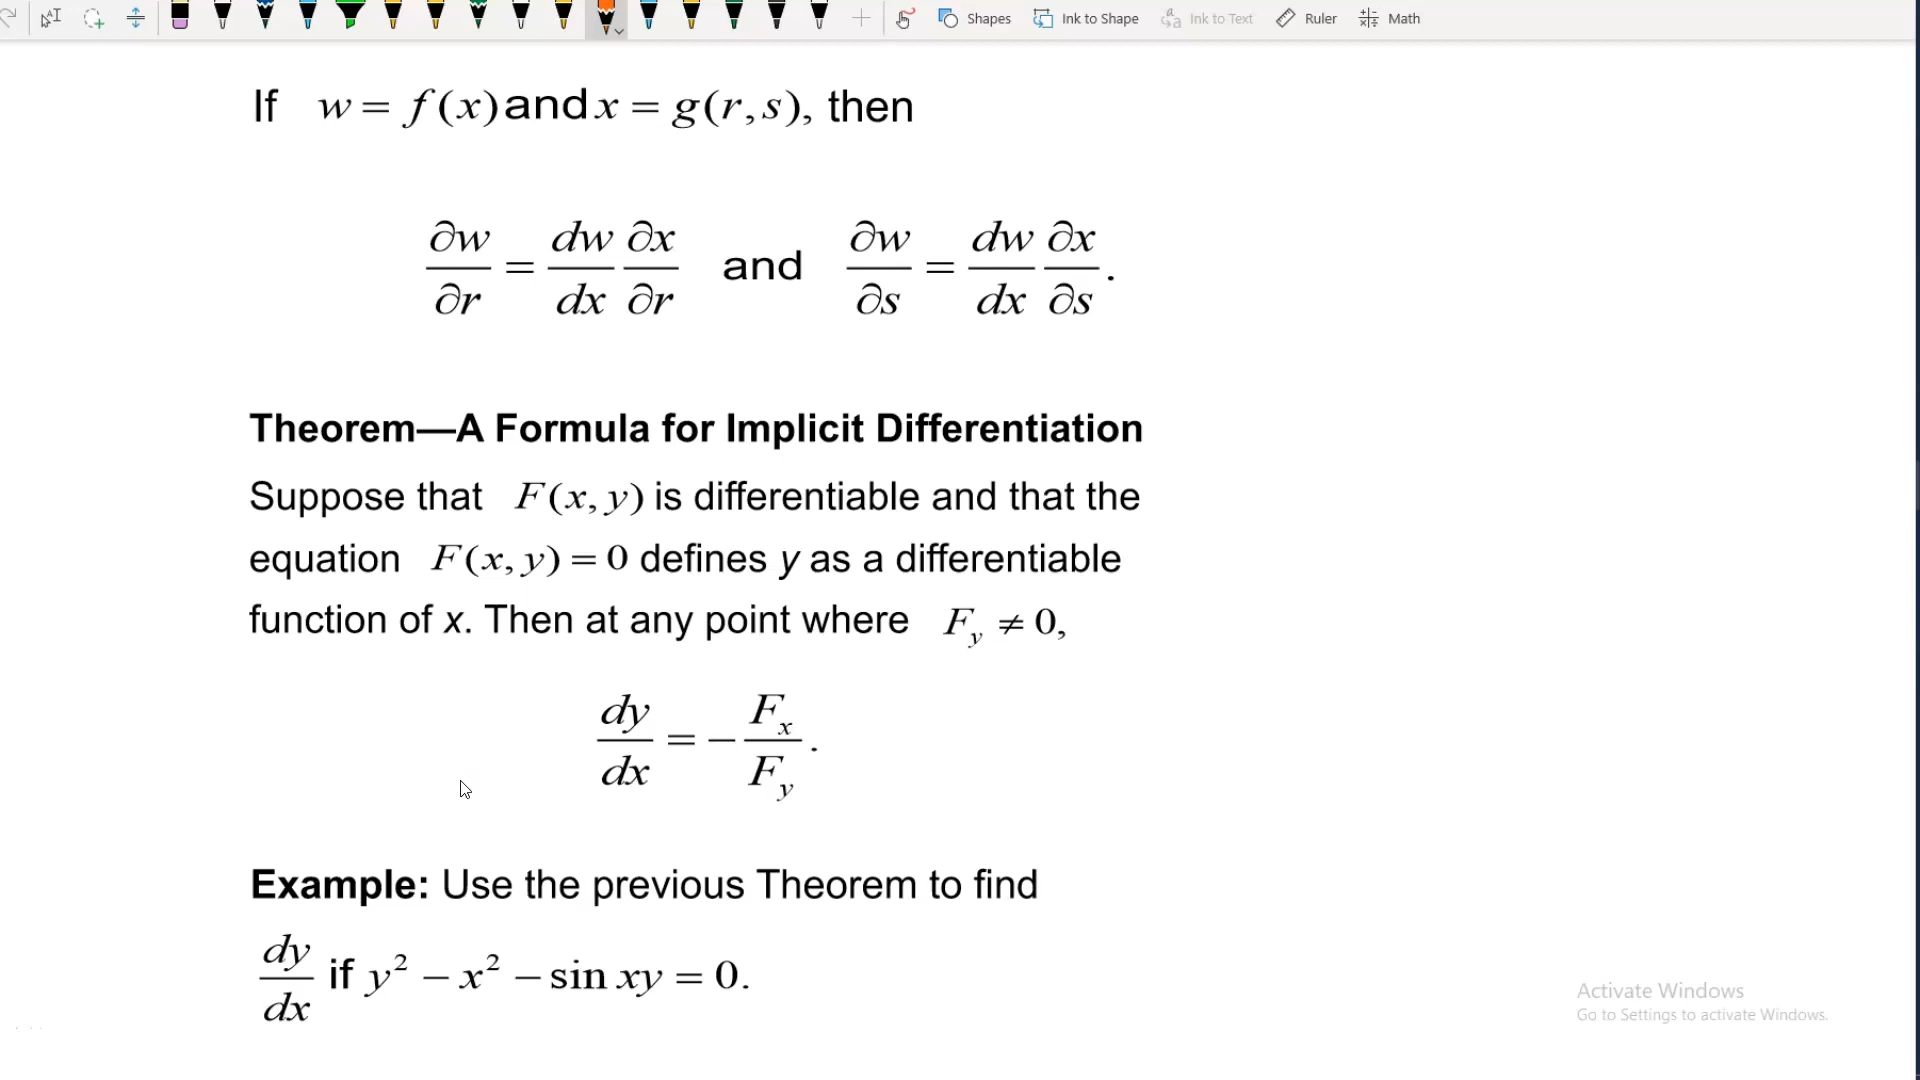 Shapes Ink to Shape Ink to Text Ruler Math
If w = f(x) and x = g(r, s), then
∂w/∂r = dw/dx ∂x/∂r and ∂w/∂s = dw/dx ∂x/∂s.
Theorem—A Formula for Implicit Differentiation
Suppose that F(x, y) is differentiable and that the
equation F(x, y) = 0 defines y as a differentiable
function of x. Then at any point where F_y ≠ 0,
dy/dx = − F_x/F_y.
Example: Use the previous Theorem to find
dy/dx if y² − x² − sin xy = 0.
Activate Windows
Go to Settings to activate Windows.